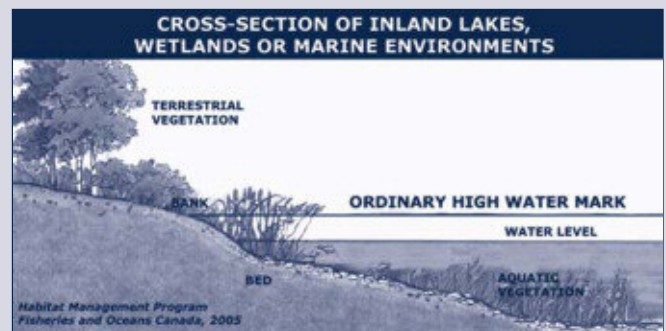 CROSS-SECTION OF INLAND LAKES,
WETLANDS OR MARINE ENVIRONMENTS
TERRESTRIAL
VEGETATION
BANK
ORDINARY HIGH WATER MARK
WATER LEVEL
BED
AQUATIC
VEGETATION
Habitat Management Program
Fisheries and Oceans Canada, 2005